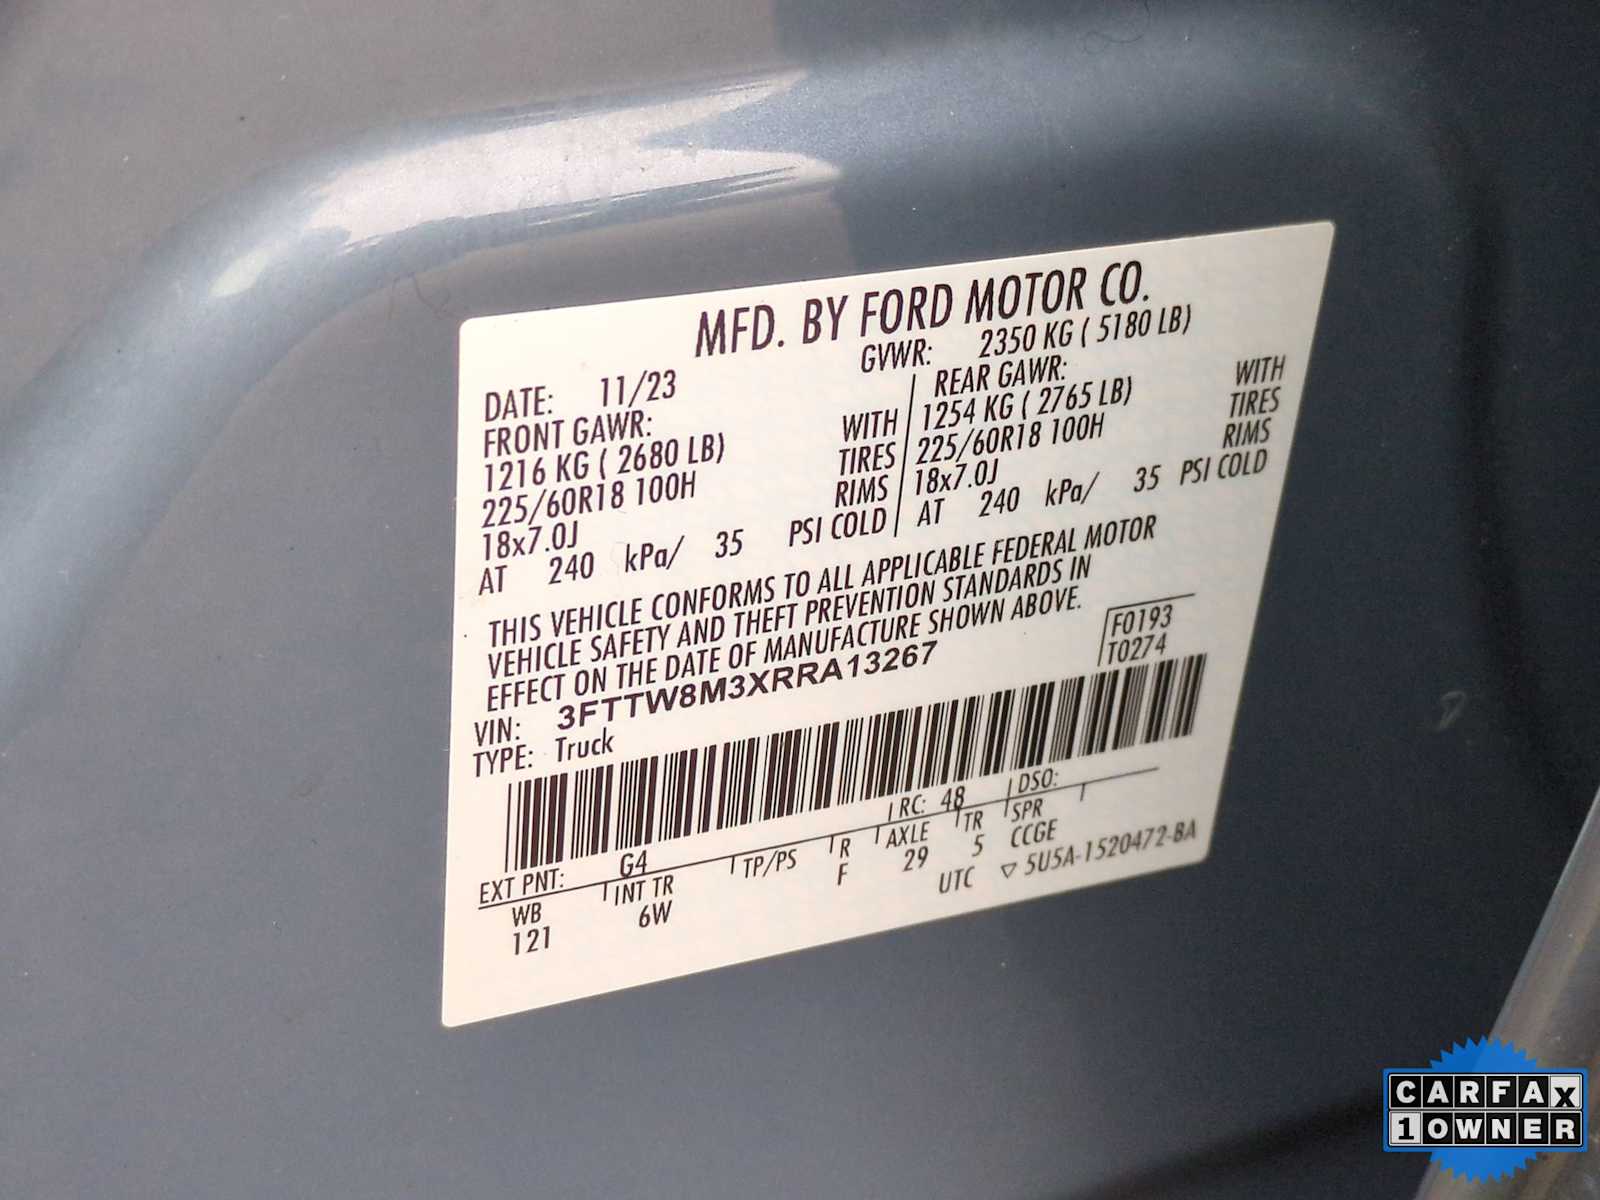 MFD. BY FORD MOTOR CO.
DATE: 11/23 GVWR: 2350 KG ( 5180 LB)
FRONT GAWR:
1216 KG ( 2680 LB) WITH
225/60R18 100H TIRES
18x7.0J RIMS
AT 240 kPa/ 35 PSI COLD
REAR GAWR: WITH
1254 KG ( 2765 LB) TIRES
225/60R18 100H RIMS
18x7.0J
AT 240 kPa/ 35 PSI COLD
THIS VEHICLE CONFORMS TO ALL APPLICABLE FEDERAL MOTOR
VEHICLE SAFETY AND THEFT PREVENTION STANDARDS IN
EFFECT ON THE DATE OF MANUFACTURE SHOWN ABOVE.
F0193
T0274
VIN: 3FTTW8M3XRRA13267
TYPE: Truck
EXT PNT: G4 RC: 48 DSO:
WB INT TR TP/PS R AXLE TR SPR
121 6W F 29 5 CCGE
UTC ▽ 5U5A-1520472-BA
CARFAX
1 OWNER